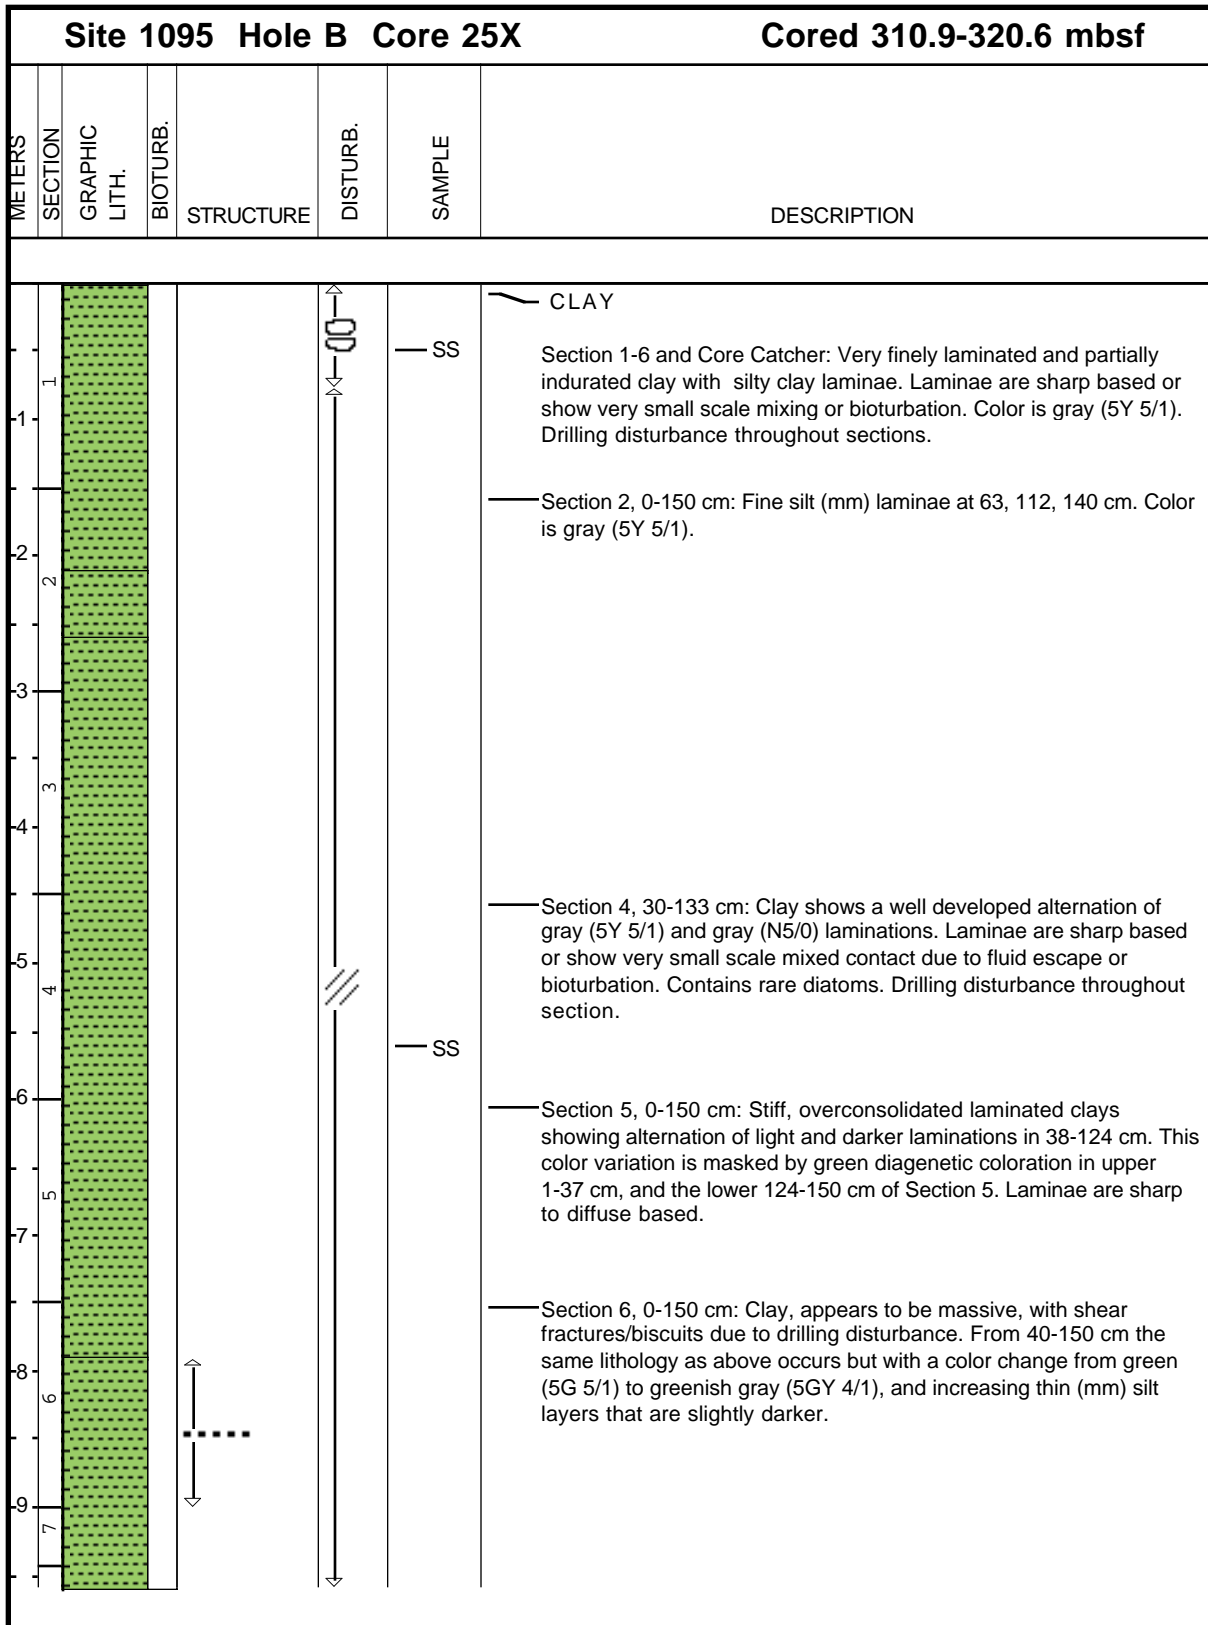 Site 1095 Hole B Core 25X Cored 310.9-320.6 mbsf
METERS
SECTION
GRAPHIC
LITH.
BIOTURB.
STRUCTURE
DISTURB.
SAMPLE
DESCRIPTION
CLAY
SS
Section 1-6 and Core Catcher: Very finely laminated and partially
indurated clay with silty clay laminae. Laminae are sharp based or
show very small scale mixing or bioturbation. Color is gray (5Y 5/1).
Drilling disturbance throughout sections.
1
1
Section 2, 0-150 cm: Fine silt (mm) laminae at 63, 112, 140 cm. Color
is gray (5Y 5/1).
2
2
3
3
4
Section 4, 30-133 cm: Clay shows a well developed alternation of
gray (5Y 5/1) and gray (N5/0) laminations. Laminae are sharp based
or show very small scale mixed contact due to fluid escape or
bioturbation. Contains rare diatoms. Drilling disturbance throughout
section.
5
4
SS
6
Section 5, 0-150 cm: Stiff, overconsolidated laminated clays
showing alternation of light and darker laminations in 38-124 cm. This
color variation is masked by green diagenetic coloration in upper
1-37 cm, and the lower 124-150 cm of Section 5. Laminae are sharp
to diffuse based.
5
7
Section 6, 0-150 cm: Clay, appears to be massive, with shear
fractures/biscuits due to drilling disturbance. From 40-150 cm the
same lithology as above occurs but with a color change from green
(5G 5/1) to greenish gray (5GY 4/1), and increasing thin (mm) silt
layers that are slightly darker.
8
6
9
7